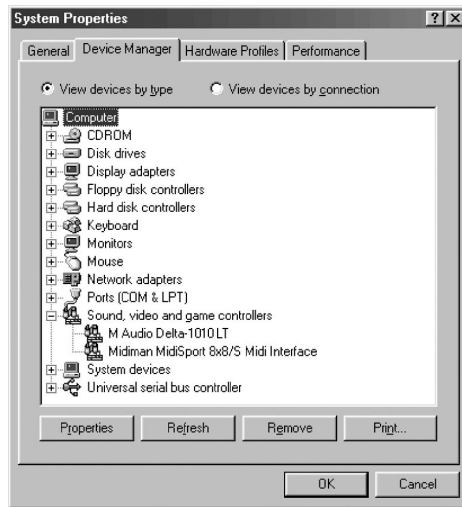 System Properties
General Device Manager Hardware Profiles Performance
View devices by type View devices by connection
Computer
CDROM
Disk drives
Display adapters
Floppy disk controllers
Hard disk controllers
Keyboard
Monitors
Mouse
Network adapters
Ports (COM & LPT)
Sound, video and game controllers
M Audio Delta-1010LT
Midiman MidiSport 8x8/S Midi Interface
System devices
Universal serial bus controller
Properties Refresh Remove Print...
OK Cancel